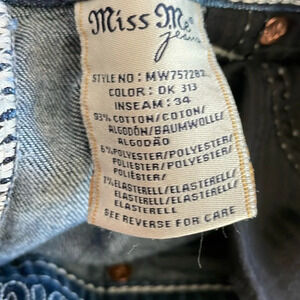 Miss Me
jeans
STYLE NO: MW7572B2
COLOR: DK 313
INSEAM: 34
93% COTTON/COTON/
ALGODÓN/BAUMWOLLE/
ALGODÃO
6% POLYESTER/POLYESTER/
POLIÉSTER/POLYESTER/
POLIÉSTER
1% ELASTERELL/ELASTERELL/
ELASTERELL/ELASTERELL/
ELASTERELL
SEE REVERSE FOR CARE